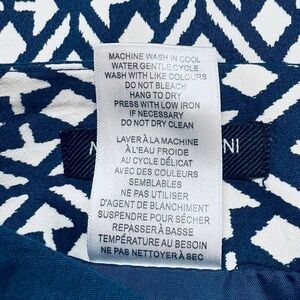 MACHINE WASH IN COOL
WATER GENTLE CYCLE
WASH WITH LIKE COLOURS
DO NOT BLEACH
HANG TO DRY
PRESS WITH LOW IRON
IF NECESSARY
DO NOT DRY CLEAN
LAVER À LA MACHINE
À L'EAU FROIDE
AU CYCLE DÉLICAT
AVEC DES COULEURS
SEMBLABLES
NE PAS UTILISER
D'AGENT DE BLANCHIMENT
SUSPENDRE POUR SÉCHER
REPASSER À BASSE
TEMPÉRATURE AU BESOIN
NE PAS NETTOYER À SEC